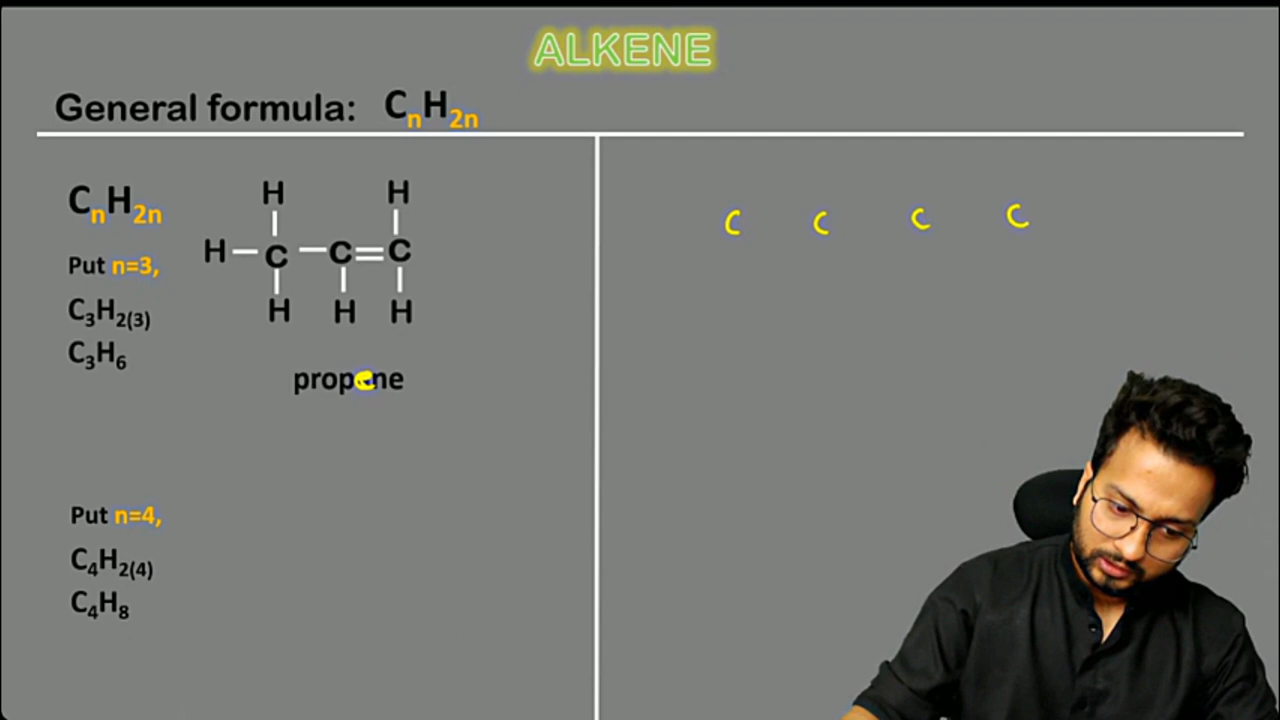 ALKENE
General formula: CₙH₂ₙ
CₙH₂ₙ
Put n=3,
C₃H₂₍₃₎
C₃H₆
H H
H — C — C = C
H H H
propene
Put n=4,
C₄H₂₍₄₎
C₄H₈
C C C C